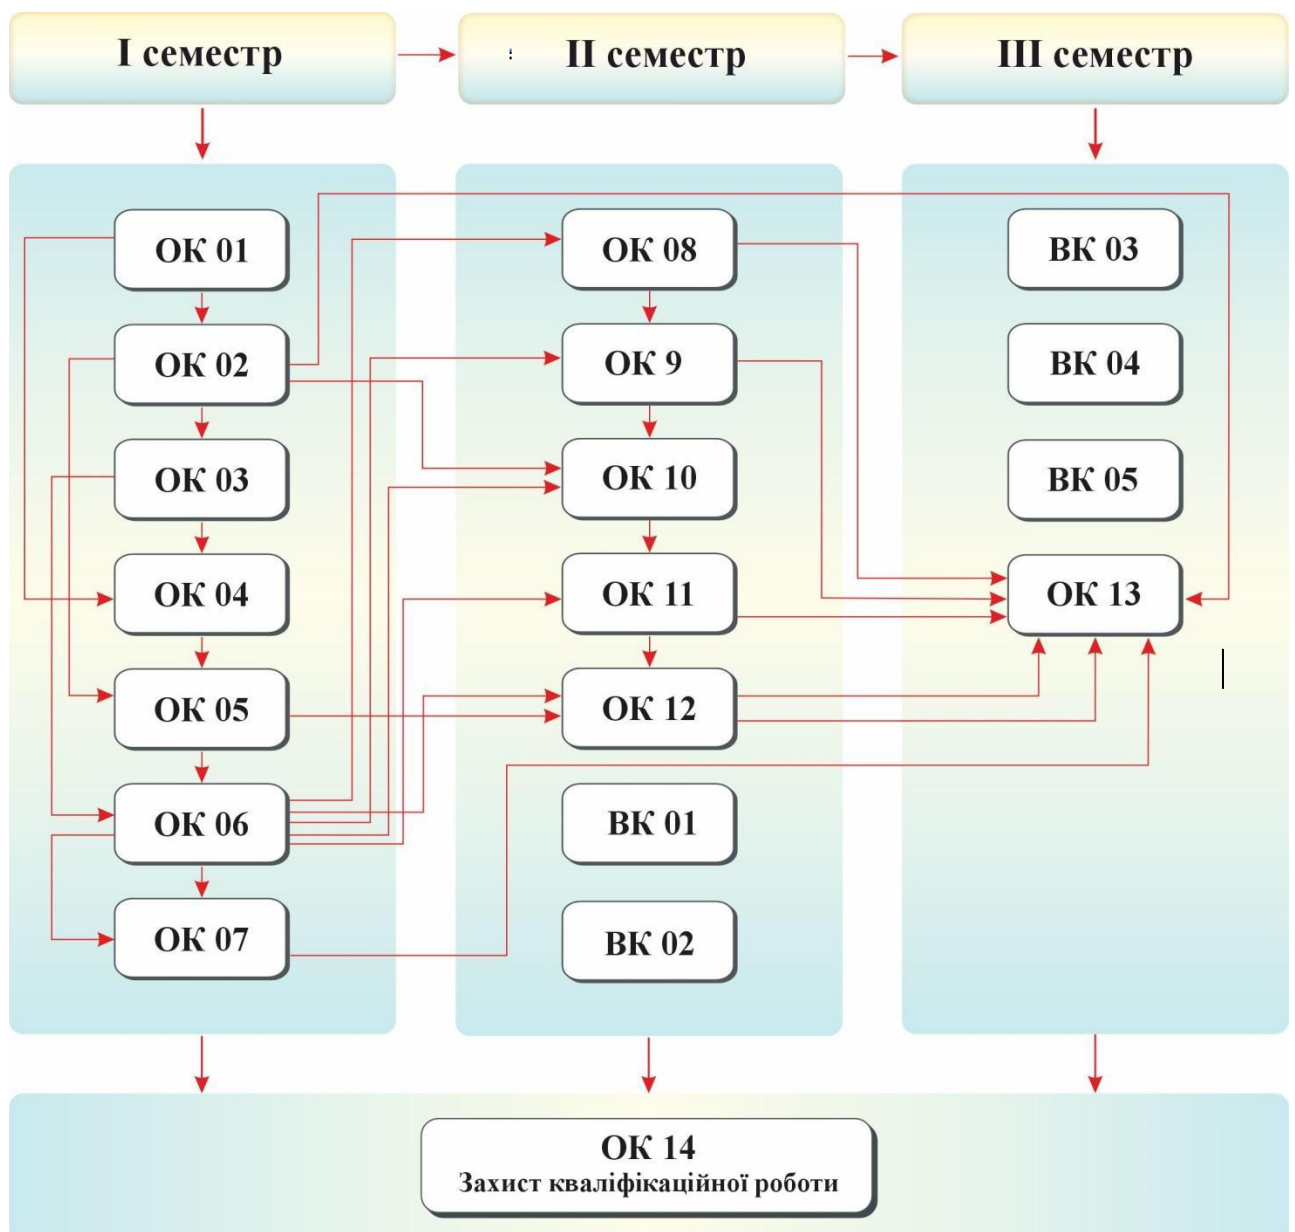 І семестр
ІІ семестр
ІІІ семестр
ОК 01
ОК 02
ОК 03
ОК 04
ОК 05
ОК 06
ОК 07
ОК 08
ОК 9
ОК 10
ОК 11
ОК 12
ВК 01
ВК 02
ВК 03
ВК 04
ВК 05
ОК 13
ОК 14
Захист кваліфікаційної роботи